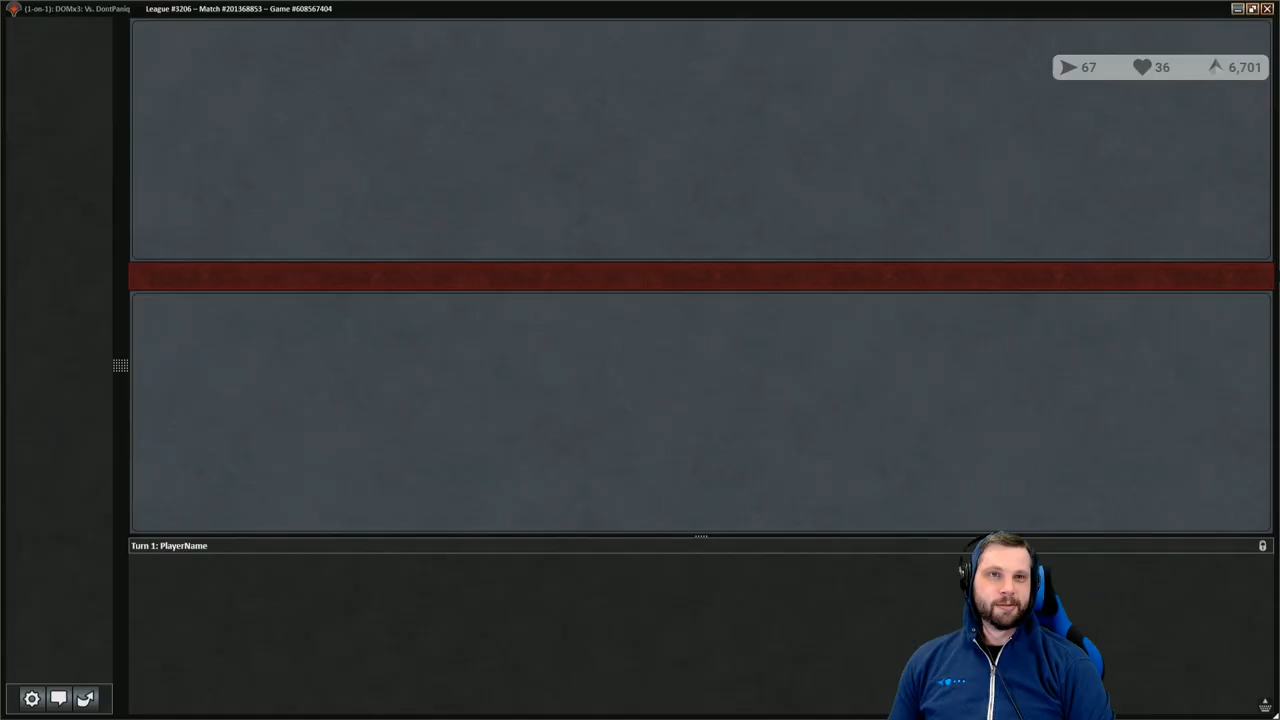 (1-on-1): DOMx3: Vs. DontPaniq League #3206 – Match #201368853 – Game #608567404
67 36 6,701
Turn 1: PlayerName